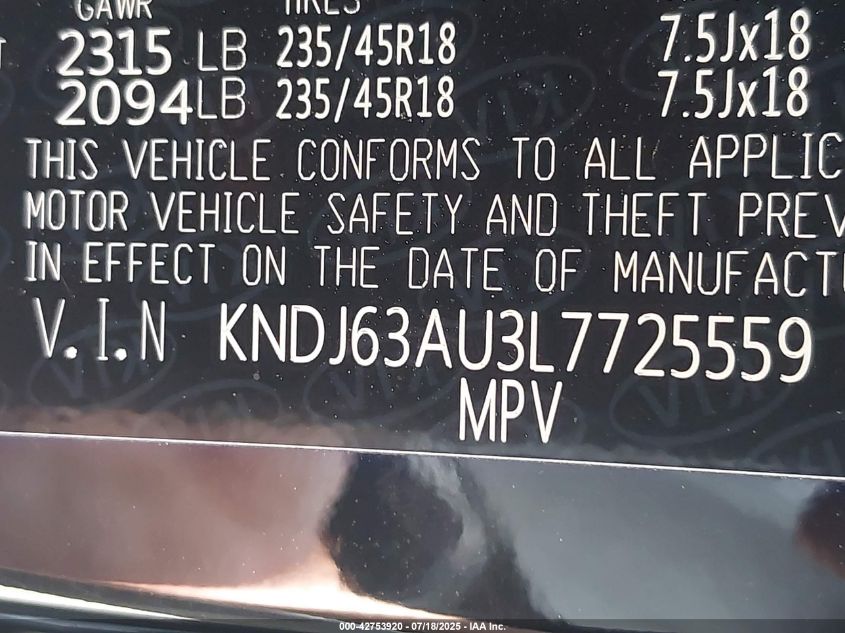 GAWR TIRES
2315 LB 235/45R18 7.5Jx18
2094LB 235/45R18 7.5Jx18
THIS VEHICLE CONFORMS TO ALL APPLIC
MOTOR VEHICLE SAFETY AND THEFT PREV
IN EFFECT ON THE DATE OF MANUFACTU
V.I.N KNDJ63AU3L7725559
MPV
000-42753920 - 07/18/2025 - IAA Inc.